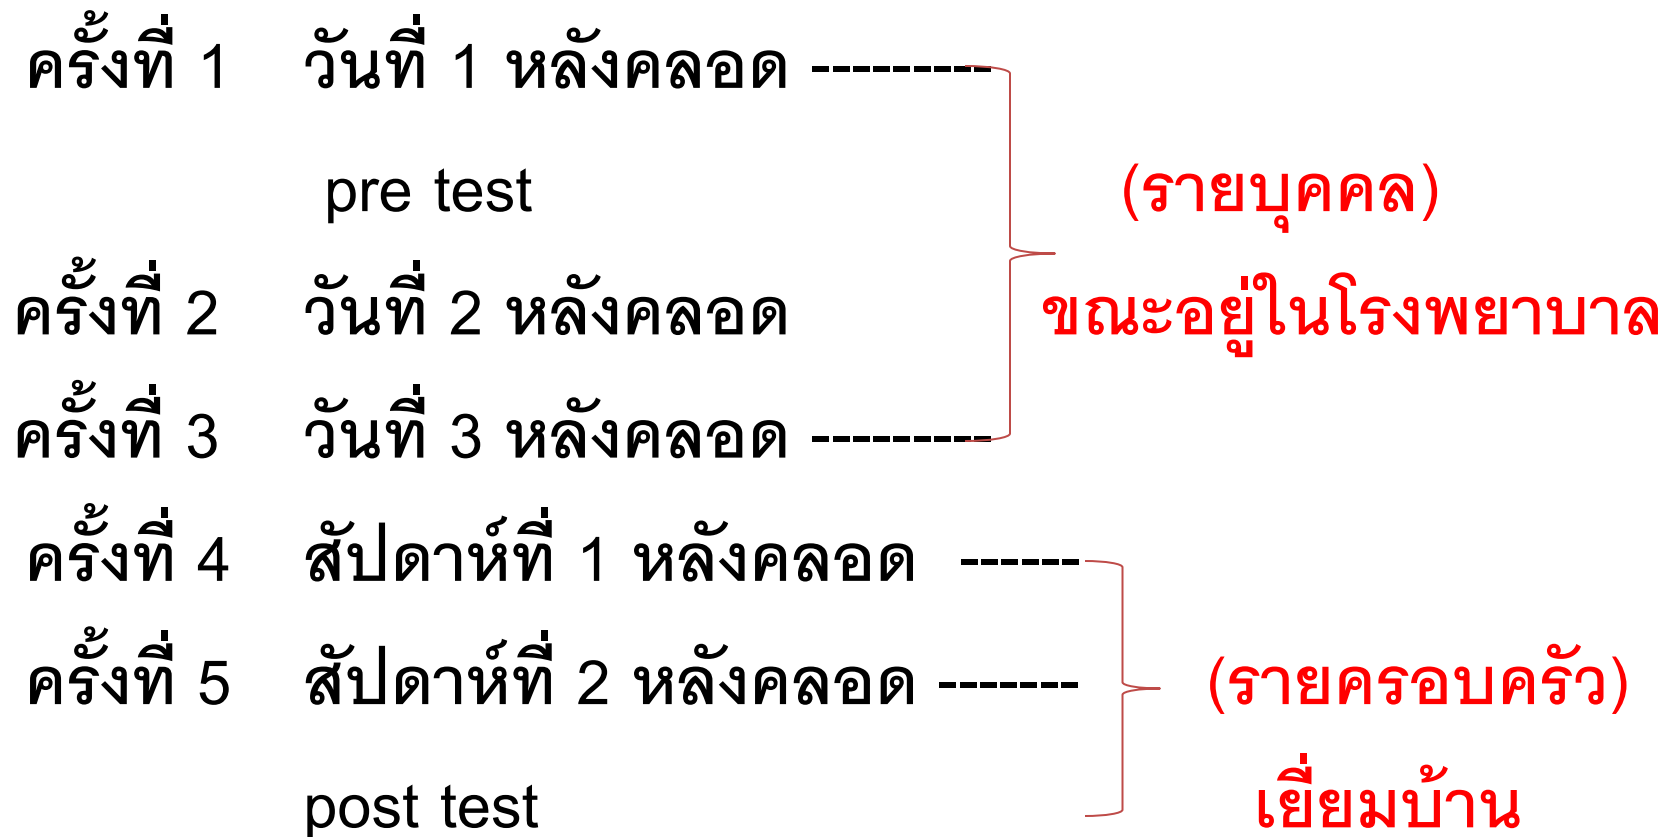 ครั้งที่ 1 วันที่ 1 หลังคลอด ---------
pre test (รายบุคคล)
ครั้งที่ 2 วันที่ 2 หลังคลอด ขณะอยู่ในโรงพยาบาล
ครั้งที่ 3 วันที่ 3 หลังคลอด ---------
ครั้งที่ 4 สัปดาห์ที่ 1 หลังคลอด ------
ครั้งที่ 5 สัปดาห์ที่ 2 หลังคลอด ------- (รายครอบครัว)
post test เยี่ยมบ้าน